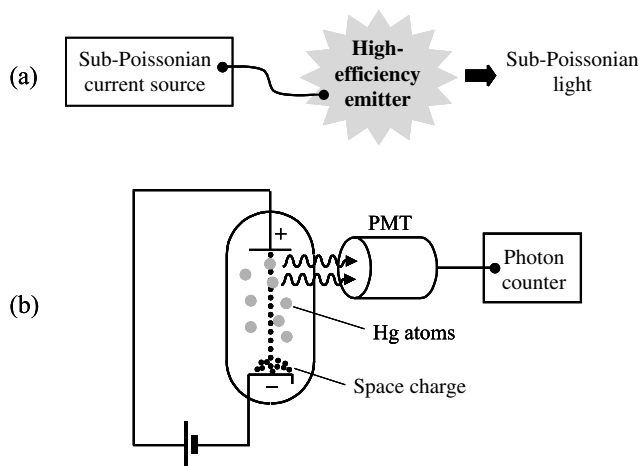 (a)
Sub-Poissonian
current source
High-
efficiency
emitter
Sub-Poissonian
light
(b)
+
PMT
Photon
counter
Hg atoms
Space charge
−